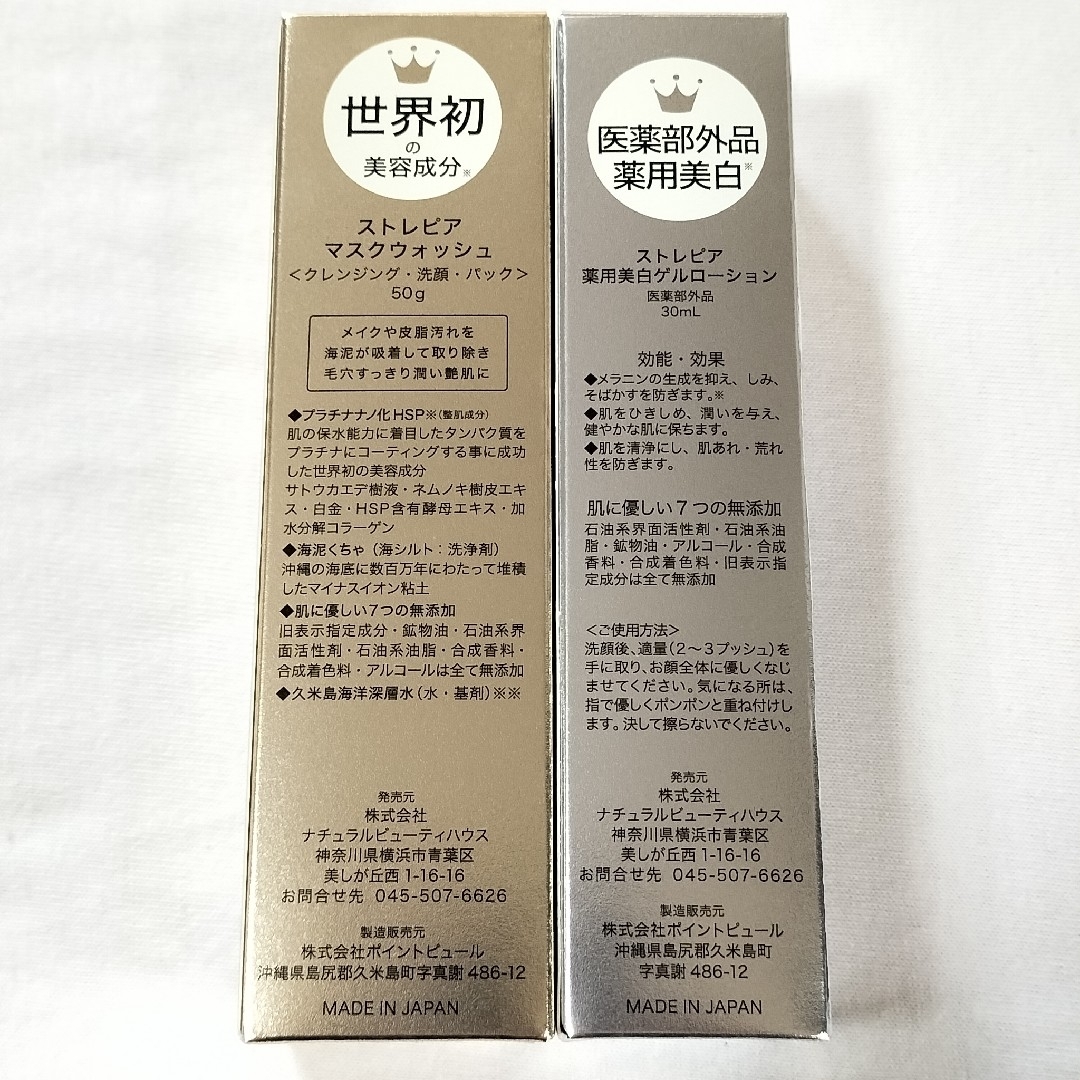 世界初
の
美容成分※
ストレピア
マスクウォッシュ
＜クレンジング・洗顔・パック＞
50g
メイクや皮脂汚れを
海泥が吸着して取り除き
毛穴すっきり潤い艶肌に
◆プラチナナノ化HSP※(整肌成分)
肌の保水能力に着目したタンパク質を
プラチナにコーティングする事に成功
した世界初の美容成分
サトウカエデ樹液・ネムノキ樹皮エキ
ス・白金・HSP含有酵母エキス・加
水分解コラーゲン
◆海泥くちゃ（海シルト：洗浄剤）
沖縄の海底に数百万年にわたって堆積
したマイナスイオン粘土
◆肌に優しい7つの無添加
旧表示指定成分・鉱物油・石油系界
面活性剤・石油系油脂・合成香料・
合成着色料・アルコールは全て無添加
◆久米島海洋深層水（水・基剤）※※
発売元
株式会社
ナチュラルビューティハウス
神奈川県横浜市青葉区
美しが丘西 1-16-16
お問合せ先 045-507-6626
製造販売元
株式会社ポイントピュール
沖縄県島尻郡久米島町字真謝 486-12
MADE IN JAPAN
医薬部外品
薬用美白※
ストレピア
薬用美白ゲルローション
医薬部外品
30mL
効能・効果
◆メラニンの生成を抑え、しみ、
そばかすを防ぎます。※
◆肌をひきしめ、潤いを与え、
健やかな肌に保ちます。
◆肌を清浄にし、肌あれ・荒れ
性を防ぎます。
肌に優しい7つの無添加
石油系界面活性剤・石油系油
脂・鉱物油・アルコール・合成
香料・合成着色料・旧表示指
定成分は全て無添加
＜ご使用方法＞
洗顔後、適量（2〜3プッシュ）を
手に取り、お顔全体に優しくなじ
ませてください。気になる所は、
指で優しくポンポンと重ね付けし
ます。決して擦らないでください。
発売元
株式会社
ナチュラルビューティハウス
神奈川県横浜市青葉区
美しが丘西 1-16-16
お問合せ先 045-507-6626
製造販売元
株式会社ポイントピュール
沖縄県島尻郡久米島町
字真謝 486-12
MADE IN JAPAN